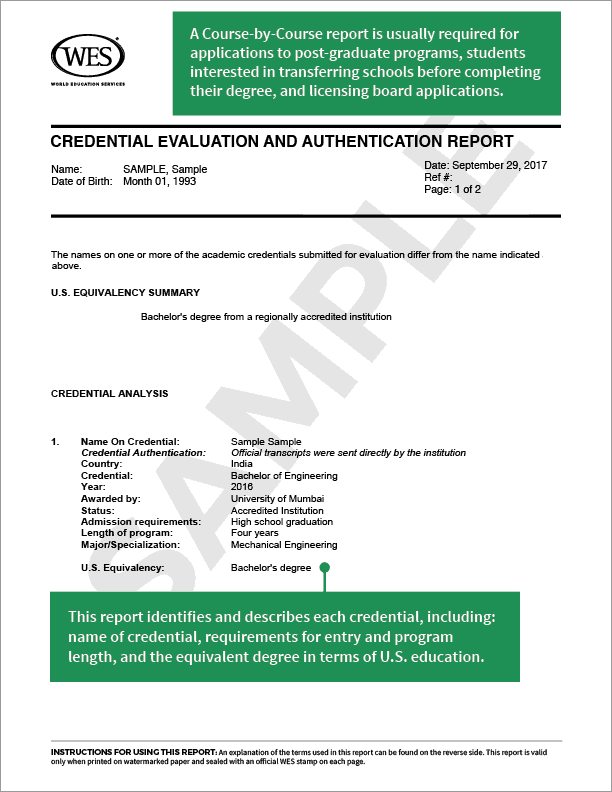 WES
WORLD EDUCATION SERVICES
A Course-by-Course report is usually required for
applications to post-graduate programs, students
interested in transferring schools before completing
their degree, and licensing board applications.
CREDENTIAL EVALUATION AND AUTHENTICATION REPORT
Name: SAMPLE, Sample
Date of Birth: Month 01, 1993
Date: September 29, 2017
Ref #:
Page: 1 of 2
The names on one or more of the academic credentials submitted for evaluation differ from the name indicated
above.
U.S. EQUIVALENCY SUMMARY
Bachelor's degree from a regionally accredited institution
CREDENTIAL ANALYSIS
1. Name On Credential: Sample Sample
Credential Authentication: Official transcripts were sent directly by the institution
Country: India
Credential: Bachelor of Engineering
Year: 2016
Awarded by: University of Mumbai
Status: Accredited Institution
Admission requirements: High school graduation
Length of program: Four years
Major/Specialization: Mechanical Engineering
U.S. Equivalency: Bachelor's degree
This report identifies and describes each credential, including:
name of credential, requirements for entry and program
length, and the equivalent degree in terms of U.S. education.
INSTRUCTIONS FOR USING THIS REPORT: An explanation of the terms used in this report can be found on the reverse side. This report is valid
only when printed on watermarked paper and sealed with an official WES stamp on each page.
SAMPLE